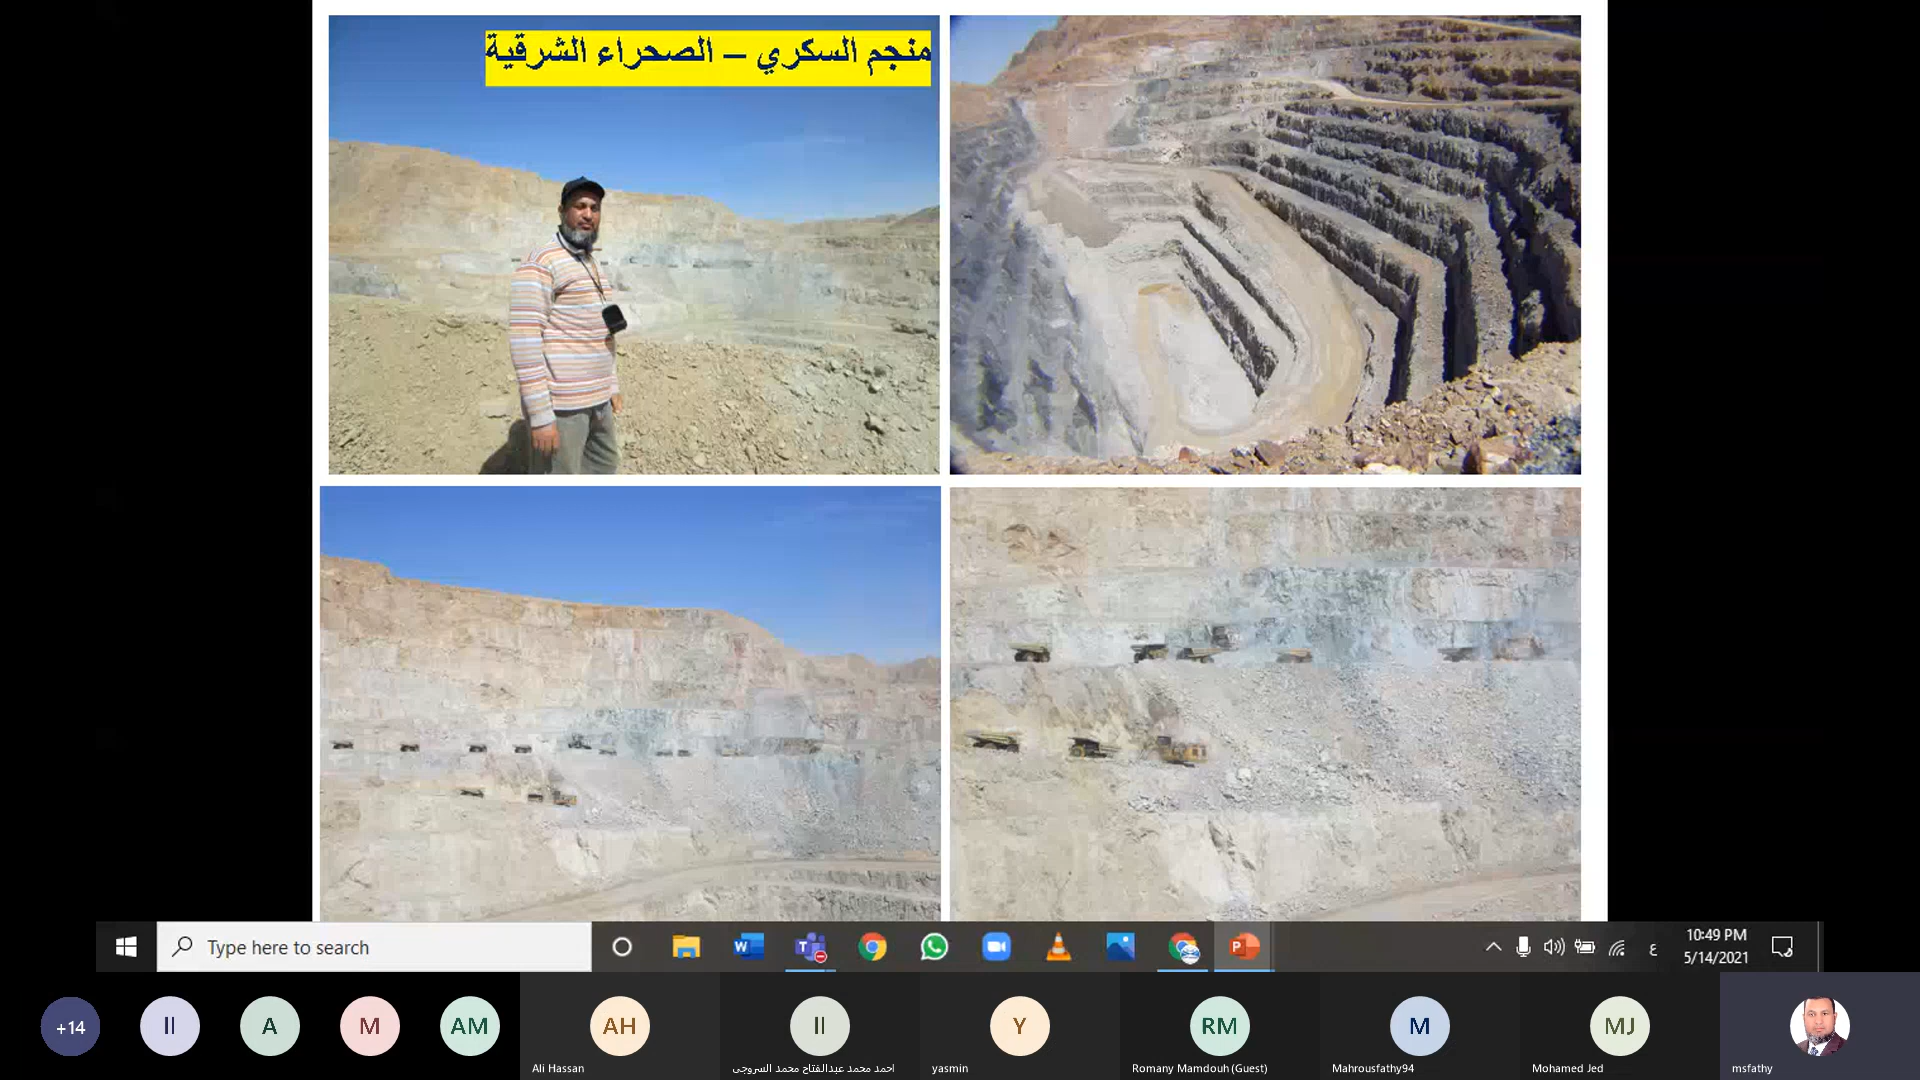 منجم السكري – الصحراء الشرقية
Type here to search
ع
10:49 PM
5/14/2021
+14
II
A
M
AM
AH
II
Y
RM
M
MJ
Ali Hassan
احمد محمد عبدالفتاح محمد السروجى
yasmin
Romany Mamdouh (Guest)
Mahrousfathy94
Mohamed Jed
msfathy